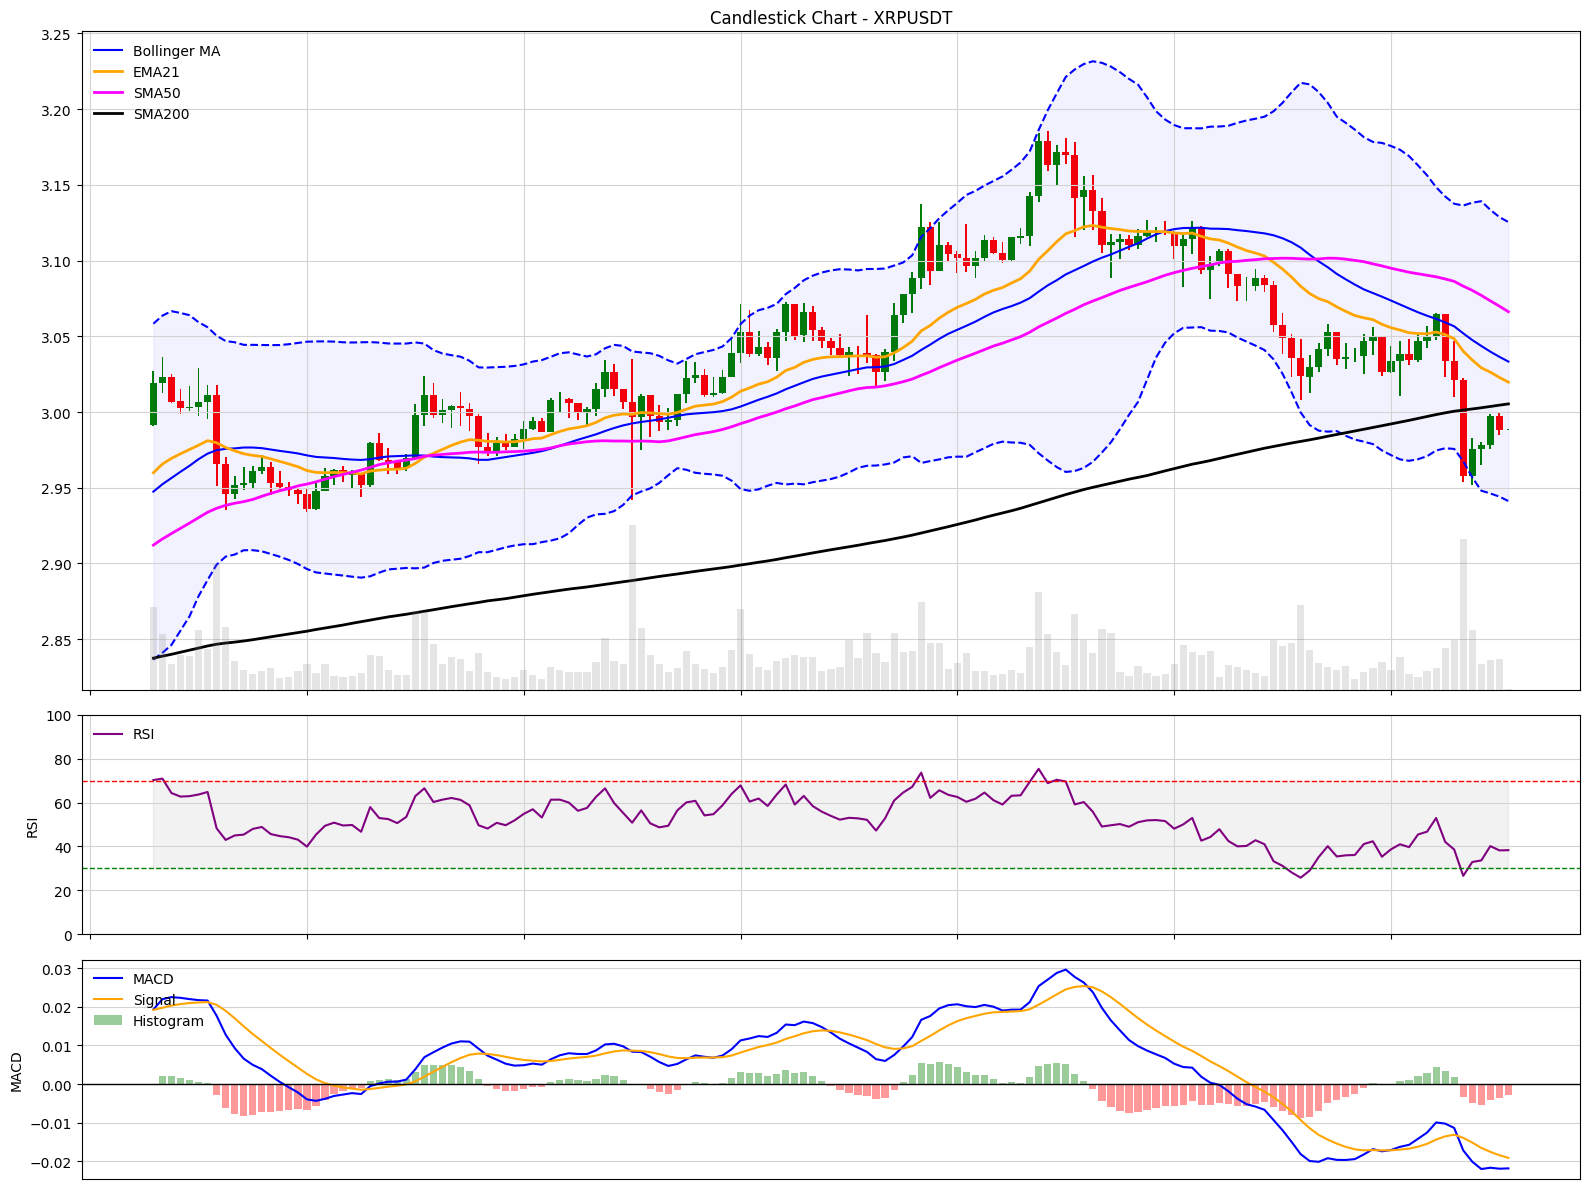 Candlestick Chart - XRPUSDT
3.25
3.20
3.15
3.10
3.05
3.00
2.95
2.90
2.85
Bollinger MA
EMA21
SMA50
SMA200
100
80
60
40
20
0
RSI
RSI
0.03
0.02
0.01
0.00
−0.01
−0.02
MACD
MACD
Signal
Histogram